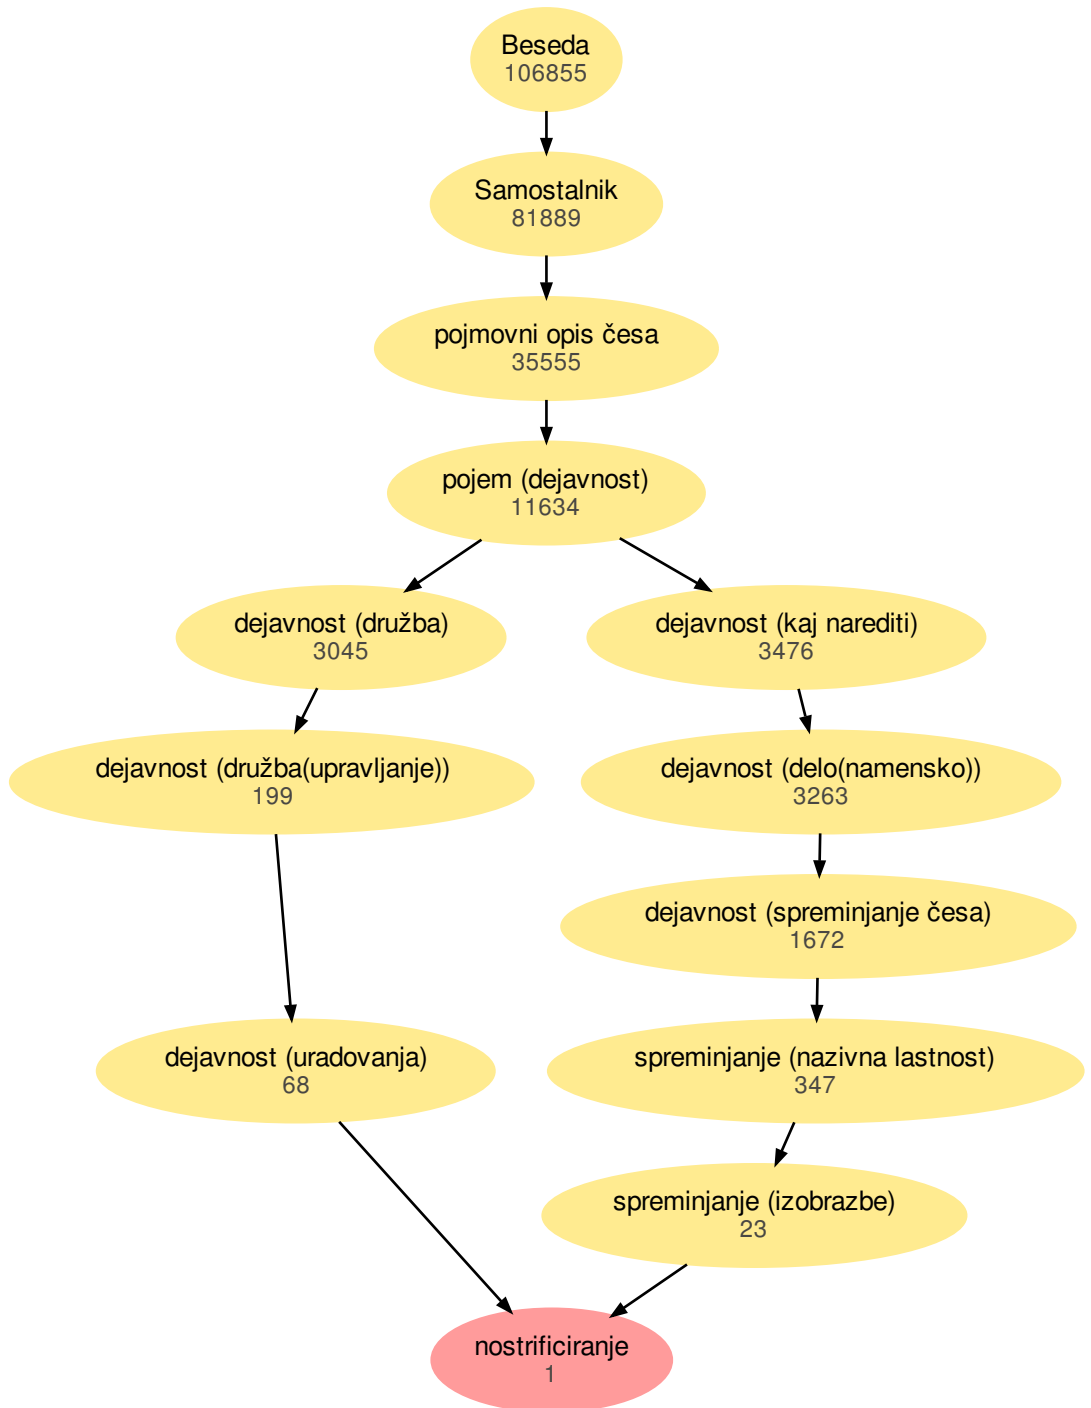 Beseda
106855
Samostalnik
81889
pojmovni opis česa
35555
pojem (dejavnost)
11634
dejavnost (družba)
3045
dejavnost (kaj narediti)
3476
dejavnost (družba(upravljanje))
199
dejavnost (delo(namensko))
3263
dejavnost (spreminjanje česa)
1672
dejavnost (uradovanja)
68
spreminjanje (nazivna lastnost)
347
spreminjanje (izobrazbe)
23
nostrificiranje
1